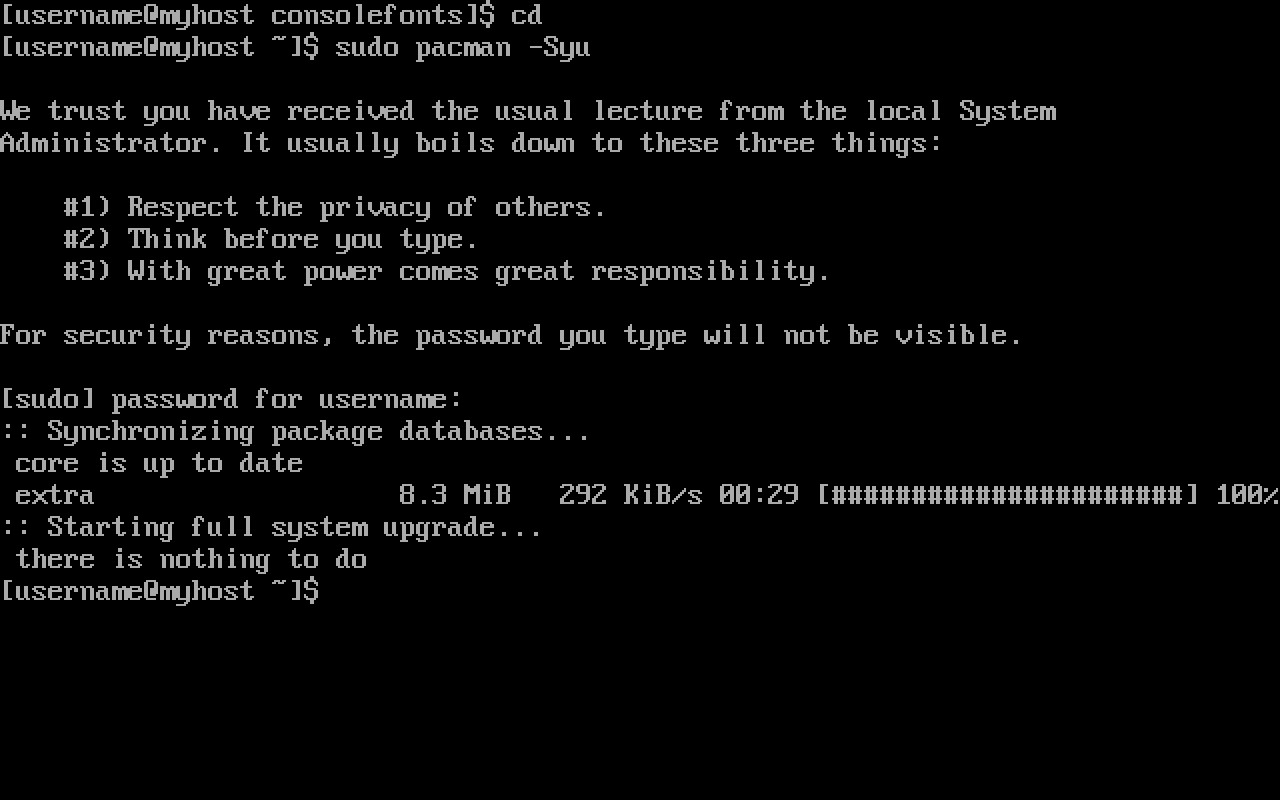 [username@myhost consolefonts]$ cd
[username@myhost ~]$ sudo pacman -Syu
We trust you have received the usual lecture from the local System
Administrator. It usually boils down to these three things:
#1) Respect the privacy of others.
#2) Think before you type.
#3) With great power comes great responsibility.
For security reasons, the password you type will not be visible.
[sudo] password for username:
:: Synchronizing package databases...
core is up to date
extra 8.3 MiB 292 KiB/s 00:29 [######################] 100%
:: Starting full system upgrade...
there is nothing to do
[username@myhost ~]$